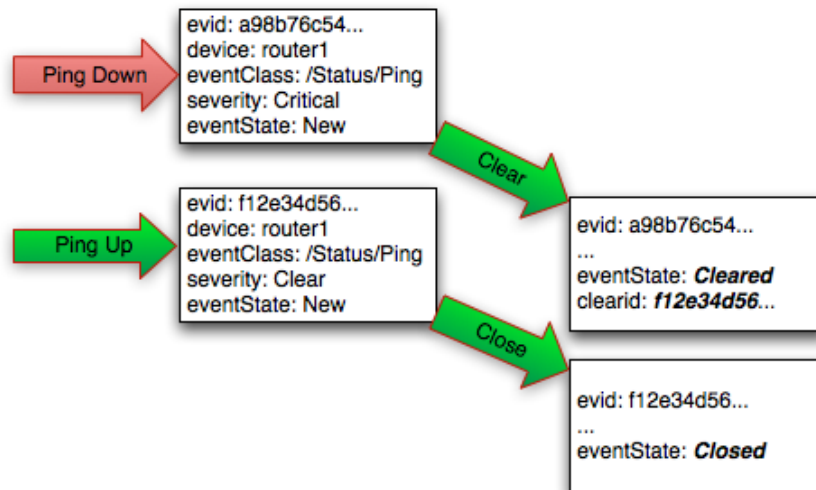 Ping Down
evid: a98b76c54...
device: router1
eventClass: /Status/Ping
severity: Critical
eventState: New
Clear
Ping Up
evid: f12e34d56...
device: router1
eventClass: /Status/Ping
severity: Clear
eventState: New
Close
evid: a98b76c54...
...
eventState: Cleared
clearid: f12e34d56...
evid: f12e34d56...
...
eventState: Closed